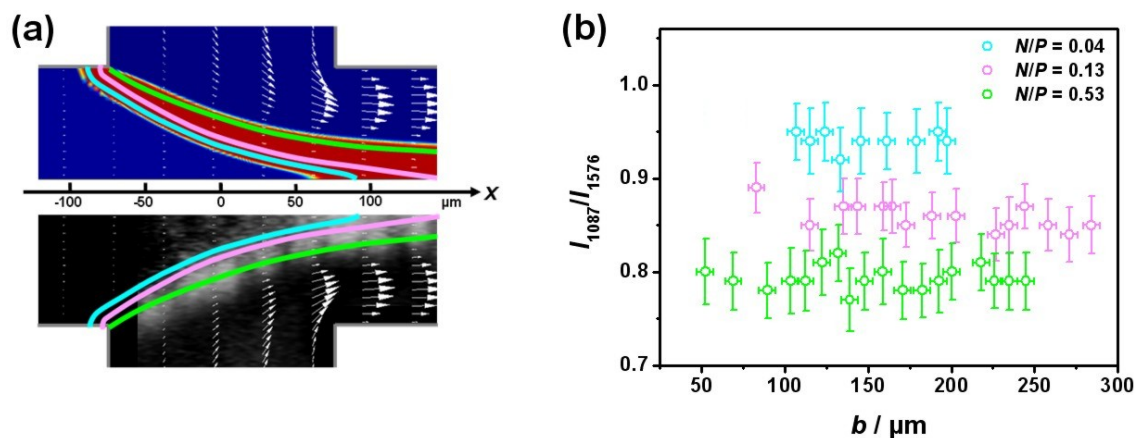 (a)
-100 -50 0 50 100 µm X
(b)
I1087/I1576
1.0
0.9
0.8
0.7
N/P = 0.04
N/P = 0.13
N/P = 0.53
50 100 150 200 250 300
b / µm